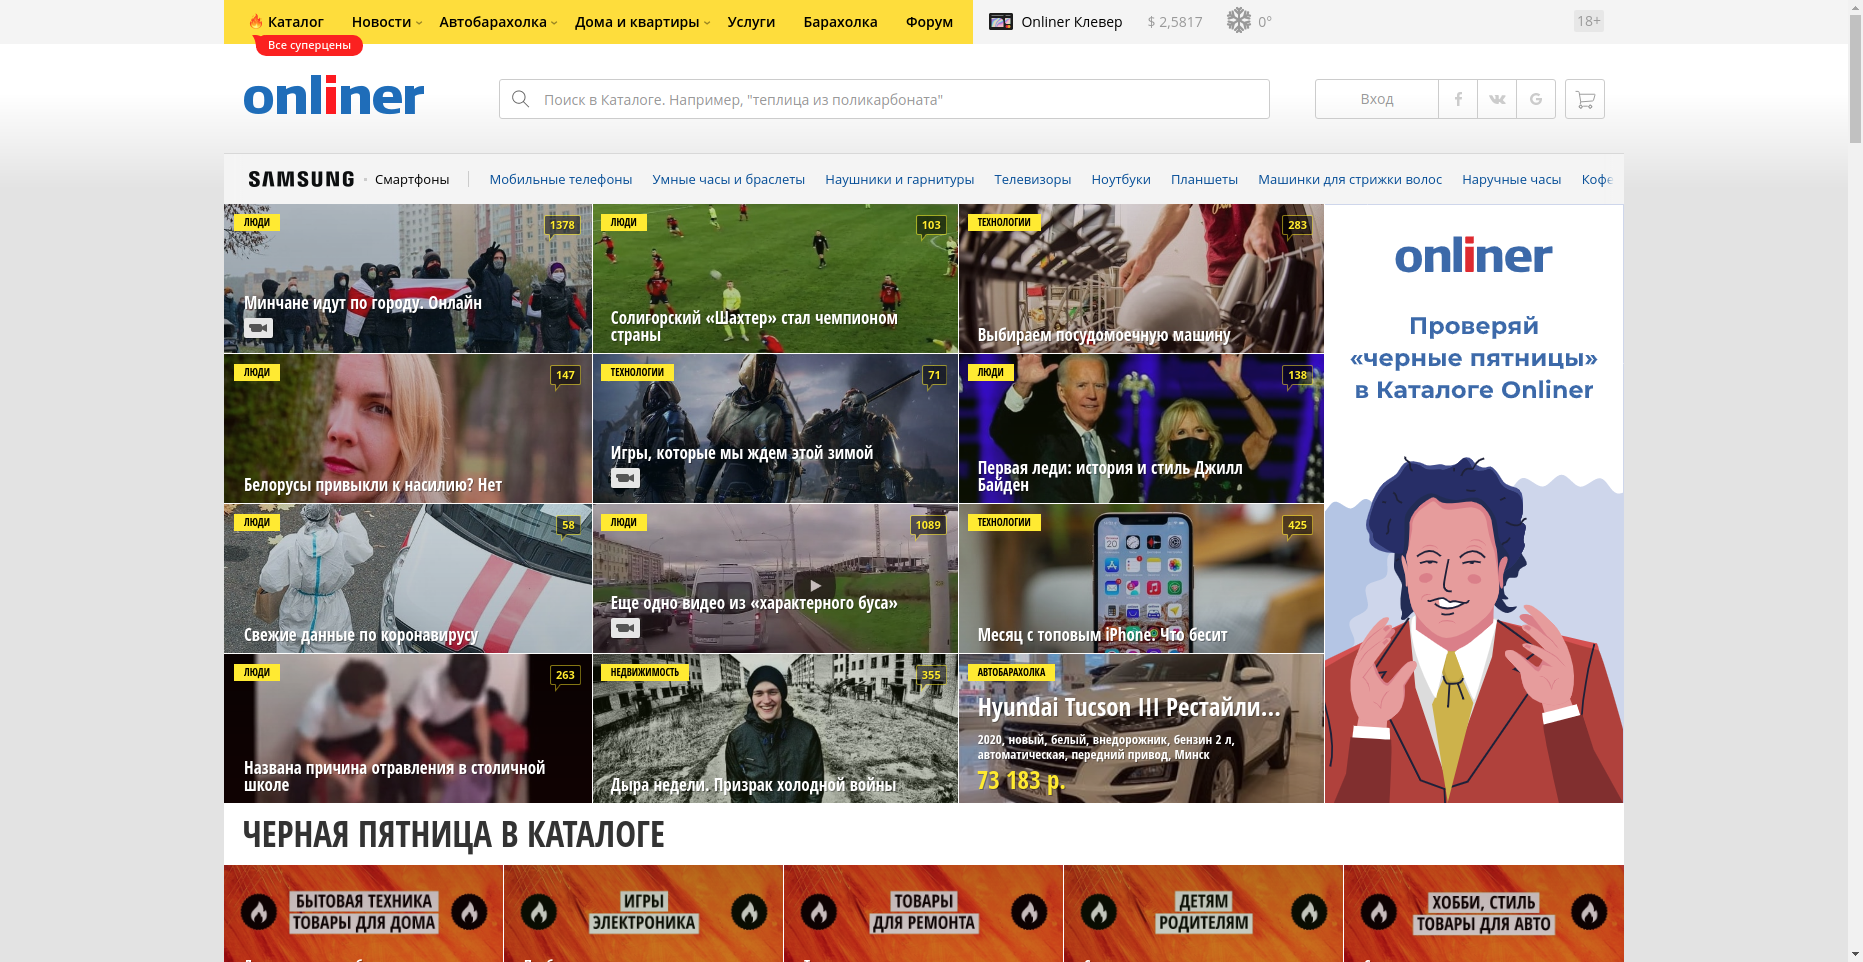 Каталог Новости Автобарахолка Дома и квартиры Услуги Барахолка Форум Onliner Клевер $ 2,5817 0° 18+
Все суперцены
onliner
Поиск в Каталоге. Например, "теплица из поликарбоната"
Вход
SAMSUNG Смартфоны Мобильные телефоны Умные часы и браслеты Наушники и гарнитуры Телевизоры Ноутбуки Планшеты Машинки для стрижки волос Наручные часы Кофе
ЛЮДИ 1378
Минчане идут по городу. Онлайн
ЛЮДИ 103
Солигорский «Шахтер» стал чемпионом
страны
ТЕХНОЛОГИИ 283
Выбираем посудомоечную машину
onliner
Проверяй
«черные пятницы»
в Каталоге Onliner
ЛЮДИ 147
Белорусы привыкли к насилию? Нет
ТЕХНОЛОГИИ 71
Игры, которые мы ждем этой зимой
ЛЮДИ 138
Первая леди: история и стиль Джилл
Байден
ЛЮДИ 58
Свежие данные по коронавирусу
ЛЮДИ 1089
Еще одно видео из «характерного буса»
ТЕХНОЛОГИИ 425
Месяц с топовым iPhone. Что бесит
ЛЮДИ 263
Названа причина отравления в столичной
школе
НЕДВИЖИМОСТЬ 355
Дыра недели. Призрак холодной войны
АВТОБАРАХОЛКА
Hyundai Tucson III Рестайли...
2020, новый, белый, внедорожник, бензин 2 л,
автоматическая, передний привод, Минск
73 183 р.
ЧЕРНАЯ ПЯТНИЦА В КАТАЛОГЕ
БЫТОВАЯ ТЕХНИКА
ТОВАРЫ ДЛЯ ДОМА
ИГРЫ
ЭЛЕКТРОНИКА
ТОВАРЫ
ДЛЯ РЕМОНТА
ДЕТЯМ
РОДИТЕЛЯМ
ХОББИ, СТИЛЬ
ТОВАРЫ ДЛЯ АВТО